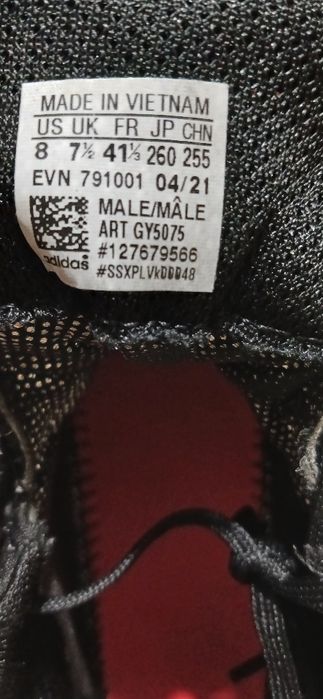 MADE IN VIETNAM
US UK FR JP CHN
8 7½ 41⅓ 260 255
EVN 791001 04/21
MALE/MÂLE
ART GY5075
#127679566
adidas #SSXPLVkDDD48